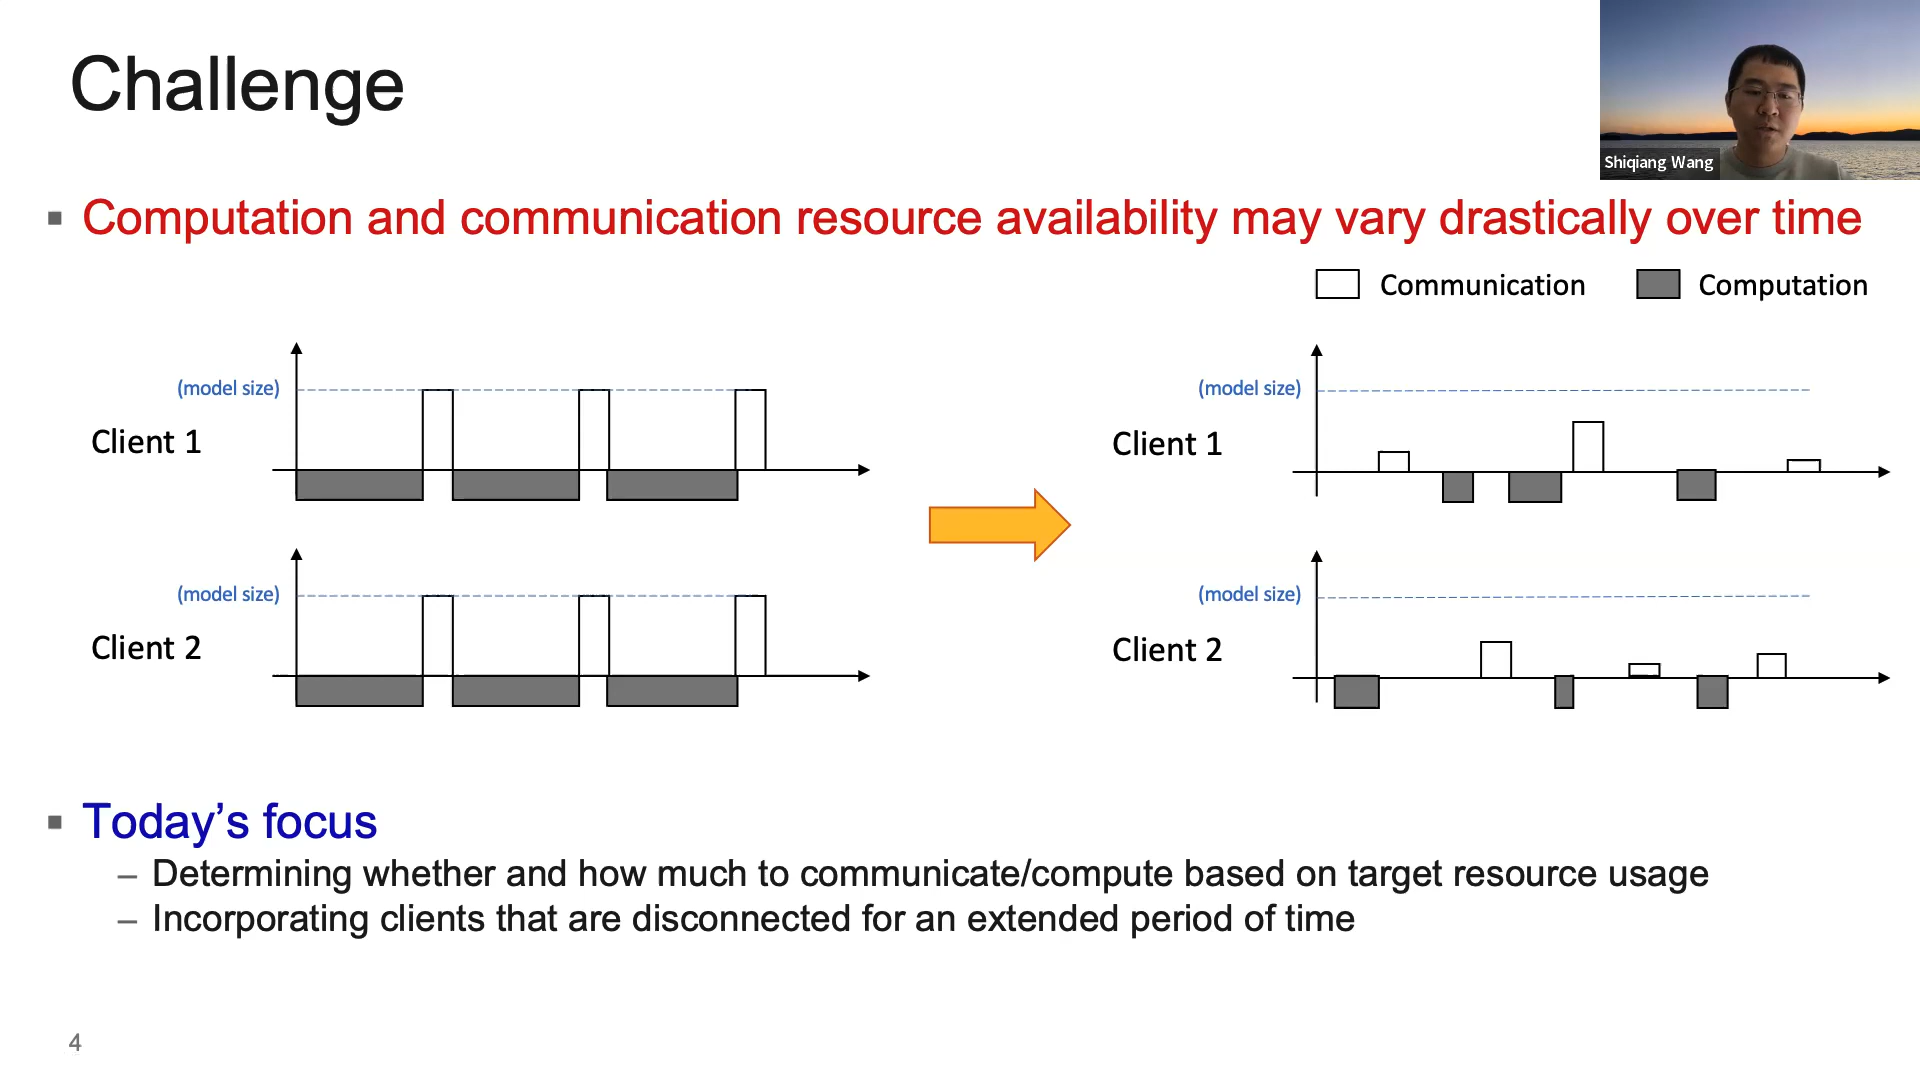 Challenge
Shiqiang Wang
▪ Computation and communication resource availability may vary drastically over time
Communication
Computation
(model size)
Client 1
(model size)
Client 2
(model size)
Client 1
(model size)
Client 2
▪ Today’s focus
– Determining whether and how much to communicate/compute based on target resource usage
– Incorporating clients that are disconnected for an extended period of time
4